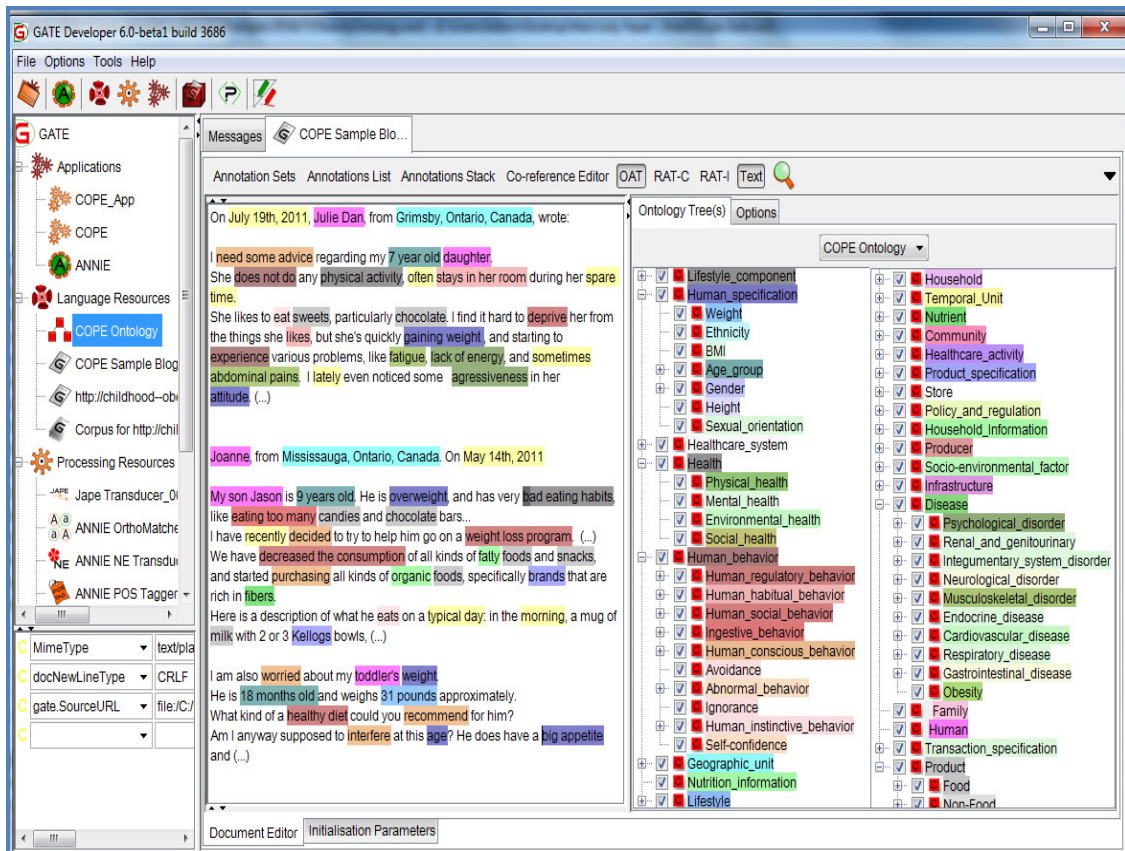 GATE Developer 6.0-beta1 build 3686
File Options Tools Help
GATE
Applications
COPE_App
COPE
ANNIE
Language Resources
COPE Ontology
COPE Sample Blog
http://childhood--obe
Corpus for http://chil
Processing Resources
Jape Transducer_0
ANNIE OrthoMatche
ANNIE NE Transdu
ANNIE POS Tagger
C MimeType text/pla
C docNewLineType CRLF
C gate.SourceURL file:/C:/
C
Messages COPE Sample Blo...
Annotation Sets Annotations List Annotations Stack Co-reference Editor OAT RAT-C RAT-I Text
On July 19th, 2011, Julie Dan, from Grimsby, Ontario, Canada, wrote:
I need some advice regarding my 7 year old daughter.
She does not do any physical activity, often stays in her room during her spare
time.
She likes to eat sweets, particularly chocolate. I find it hard to deprive her from
the things she likes, but she's quickly gaining weight , and starting to
experience various problems, like fatigue, lack of energy, and sometimes
abdominal pains. I lately even noticed some agressiveness in her
attitude. (...)
Joanne, from Mississauga, Ontario, Canada. On May 14th, 2011
My son Jason is 9 years old. He is overweight, and has very bad eating habits,
like eating too many candies and chocolate bars...
I have recently decided to try to help him go on a weight loss program. (...)
We have decreased the consumption of all kinds of fatty foods and snacks,
and started purchasing all kinds of organic foods, specifically brands that are
rich in fibers.
Here is a description of what he eats on a typical day: in the morning, a mug of
milk with 2 or 3 Kellogs bowls, (...)
I am also worried about my toddler's weight.
He is 18 months old and weighs 31 pounds approximately.
What kind of a healthy diet could you recommend for him?
Am I anyway supposed to interfere at this age? He does have a big appetite
and (...)
Document Editor Initialisation Parameters
Ontology Tree(s) Options
COPE Ontology
C Lifestyle_component
C Human_specification
C Weight
C Ethnicity
C BMI
C Age_group
C Gender
C Height
C Sexual_orientation
C Healthcare_system
C Health
C Physical_health
C Mental_health
C Environmental_health
C Social_health
C Human_behavior
C Human_regulatory_behavior
C Human_habitual_behavior
C Human_social_behavior
C Ingestive_behavior
C Human_conscious_behavior
C Avoidance
C Abnormal_behavior
C Ignorance
C Human_instinctive_behavior
C Self-confidence
C Geographic_unit
C Nutrition_information
C Lifestyle
C Household
C Temporal_Unit
C Nutrient
C Community
C Healthcare_activity
C Product_specification
C Store
C Policy_and_regulation
C Household_Information
C Producer
C Socio-environmental_factor
C Infrastructure
C Disease
C Psychological_disorder
C Renal_and_genitourinary
C Integumentary_system_disorder
C Neurological_disorder
C Musculoskeletal_disorder
C Endocrine_disease
C Cardiovascular_disease
C Respiratory_disease
C Gastrointestinal_disease
C Obesity
C Family
C Human
C Transaction_specification
C Product
C Food
C Non-Food